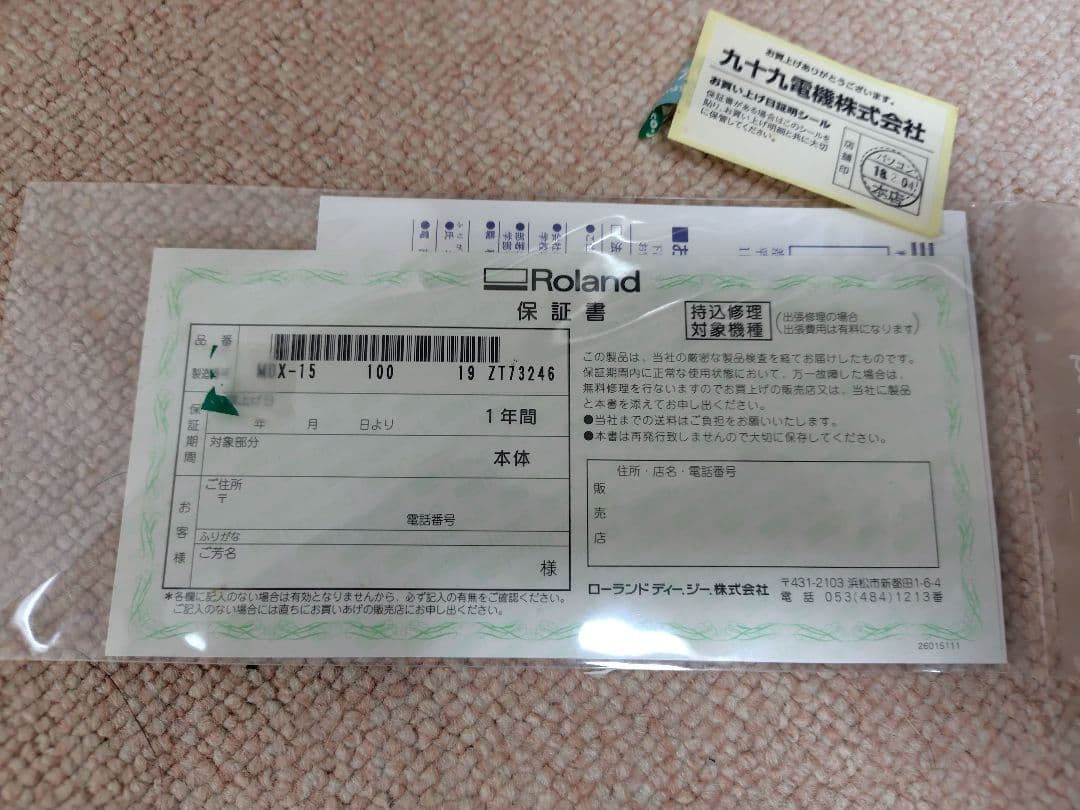 お買上げありがとうございます。
九十九電機株式会社
お買い上げ日証明シール
保証書がある場合はこのシールを
貼り、お買い上げ明細と共に大切
に保管してください。
店舗印
パソコン
本店
Roland
保証書
持込修理
対象機種
(出張修理の場合
出張費用は有料になります)
品番
MDX-15 100 19 ZT73246
保証期間
年 月 日より 1年間
対象部分
本体
お客様
ご住所
〒
電話番号
ふりがな
ご芳名
様
*各欄に記入のない場合は有効となりませんから、必ず記入の有無をご確認ください。
ご記入のない場合には直ちにお買いあげの販売店にお申し出ください。
この製品は、当社の厳密な製品検査を経てお届けしたものです。
保証期間内に正常な使用状態において、万一故障した場合は、
無料修理を行ないますのでお買上げの販売店又は、当社に製品
と本書を添えてお申し出ください。
●当社までの送料はご負担をお願いいたします。
●本書は再発行致しませんので大切に保存してください。
住所・店名・電話番号
販売店
ローランド ディー.ジー.株式会社
〒431-2103 浜松市新都田1-6-4
電話 053(484)1213番
26015111